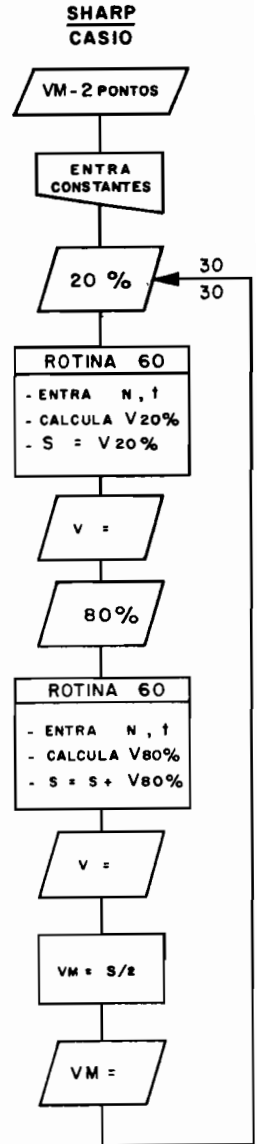 SHARP
CASIO
VM - 2 PONTOS
ENTRA
CONSTANTES
20 %
30
30
ROTINA 60
- ENTRA N , t
- CALCULA V20%
- S = V20%
V =
80%
ROTINA 60
- ENTRA N , t
- CALCULA V80%
- S = S + V80%
V =
VM = S/2
VM =